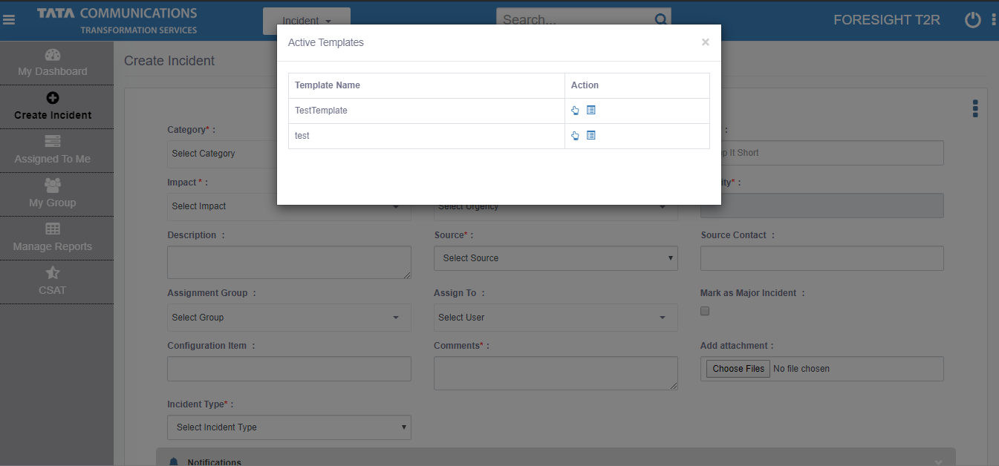 TATA COMMUNICATIONS
TRANSFORMATION SERVICES
Incident
Search...
FORESIGHT T2R
My Dashboard
Create Incident
Assigned To Me
My Group
Manage Reports
CSAT
Create Incident
Active Templates
×
Template Name Action
TestTemplate
test
Category* : :
Select Category p It Short
Impact * : ity* :
Select Impact Select Urgency
Description : Source* : Source Contact :
Select Source
Assignment Group : Assign To : Mark as Major Incident :
Select Group Select User
Configuration Item : Comments* : Add attachment :
Choose Files No file chosen
Incident Type* :
Select Incident Type
Notifications